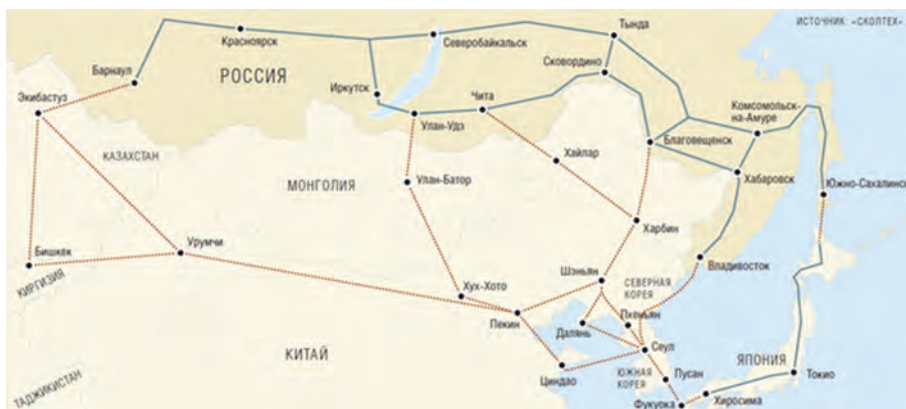 ИСТОЧНИК: «СКОЛТЕХ»
Тында
Красноярск
Северобайкальск
Сковордино
Барнаул
РОССИЯ
Иркутск
Чита
Экибастуз
Комсомольск-
на-Амуре
Улан-Удэ
Благовещенск
КАЗАХСТАН
Хайлар
МОНГОЛИЯ
Улан-Батор
Хабаровск
Южно-Сахалинск
Харбин
Бишкек
Урумчи
Владивосток
КИРГИЗИЯ
Шэньян
СЕВЕРНАЯ
КОРЕЯ
Хух-Хото
Пекин
Далянь
Пхеньян
КИТАЙ
Сеул
ЯПОНИЯ
ТАДЖИКИСТАН
Циндао
ЮЖНАЯ
КОРЕЯ
Пусан
Токио
Фукуока
Хиросима